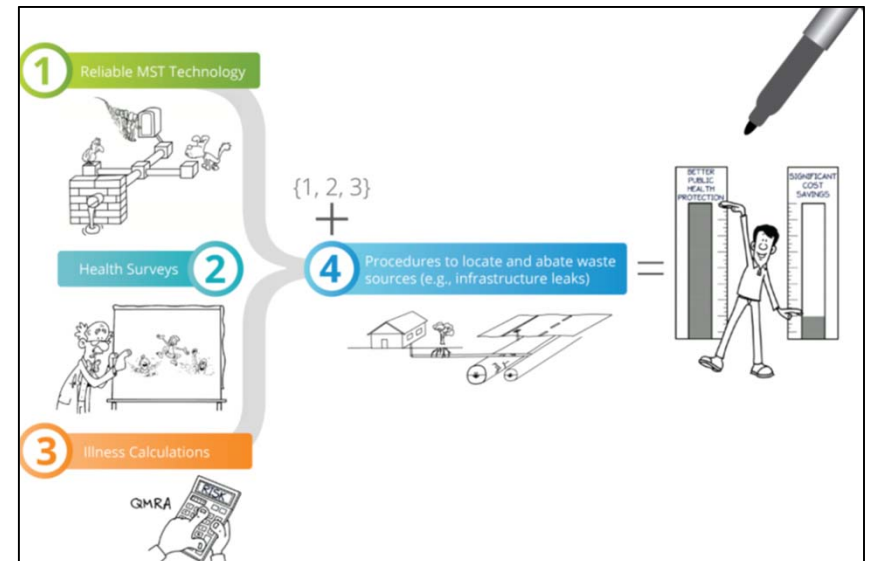 1
Reliable MST Technology
{1, 2, 3}
+
Health Surveys
2
4
Procedures to locate and abate waste
sources (e.g., infrastructure leaks)
=
BETTER
PUBLIC
HEALTH
PROTECTION
SIGNIFICANT
COST
SAVINGS
3
Illness Calculations
QMRA
RISK